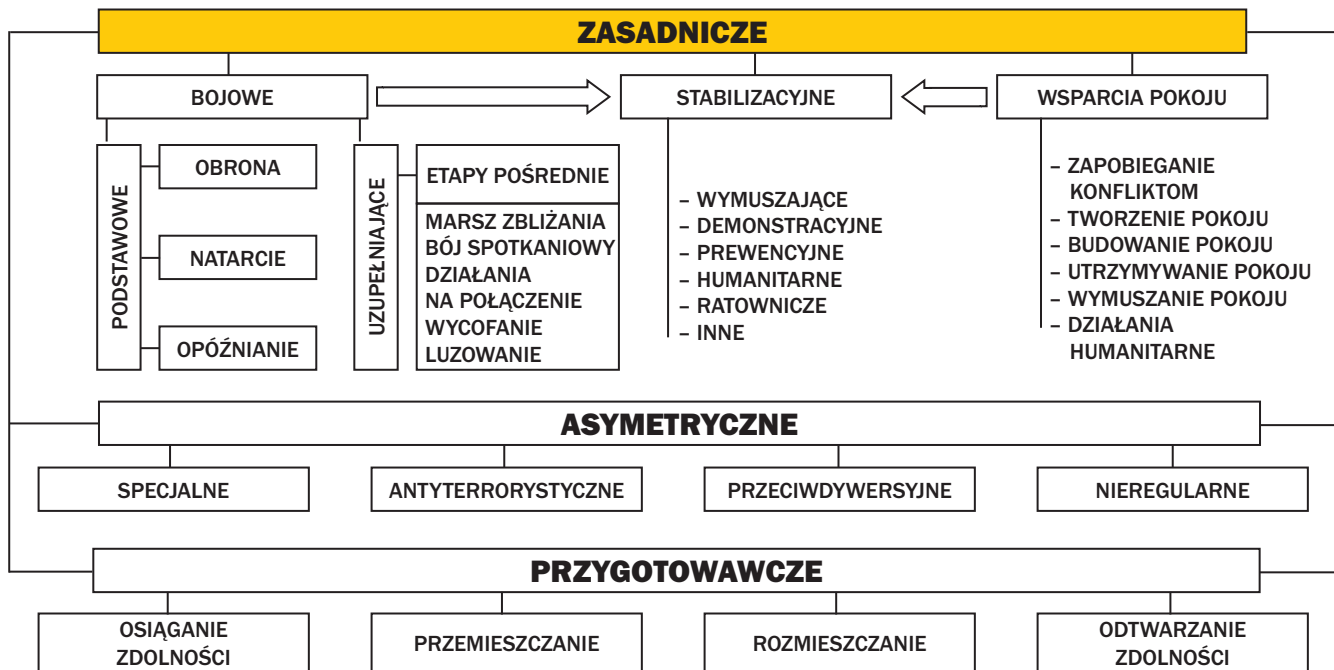 ZASADNICZE
BOJOWE
STABILIZACYJNE
WSPARCIA POKOJU
PODSTAWOWE
OBRONA
NATARCIE
OPÓŹNIANIE
UZUPEŁNIAJĄCE
ETAPY POŚREDNIE
MARSZ ZBLIŻANIA
BÓJ SPOTKANIOWY
DZIAŁANIA
NA POŁĄCZENIE
WYCOFANIE
LUZOWANIE
– WYMUSZAJĄCE
– DEMONSTRACYJNE
– PREWENCYJNE
– HUMANITARNE
– RATOWNICZE
– INNE
– ZAPOBIEGANIE
KONFLIKTOM
– TWORZENIE POKOJU
– BUDOWANIE POKOJU
– UTRZYMYWANIE POKOJU
– WYMUSZANIE POKOJU
– DZIAŁANIA
HUMANITARNE
ASYMETRYCZNE
SPECJALNE
ANTYTERRORYSTYCZNE
PRZECIWDYWERSYJNE
NIEREGULARNE
PRZYGOTOWAWCZE
OSIĄGANIE
ZDOLNOŚCI
PRZEMIESZCZANIE
ROZMIESZCZANIE
ODTWARZANIE
ZDOLNOŚCI